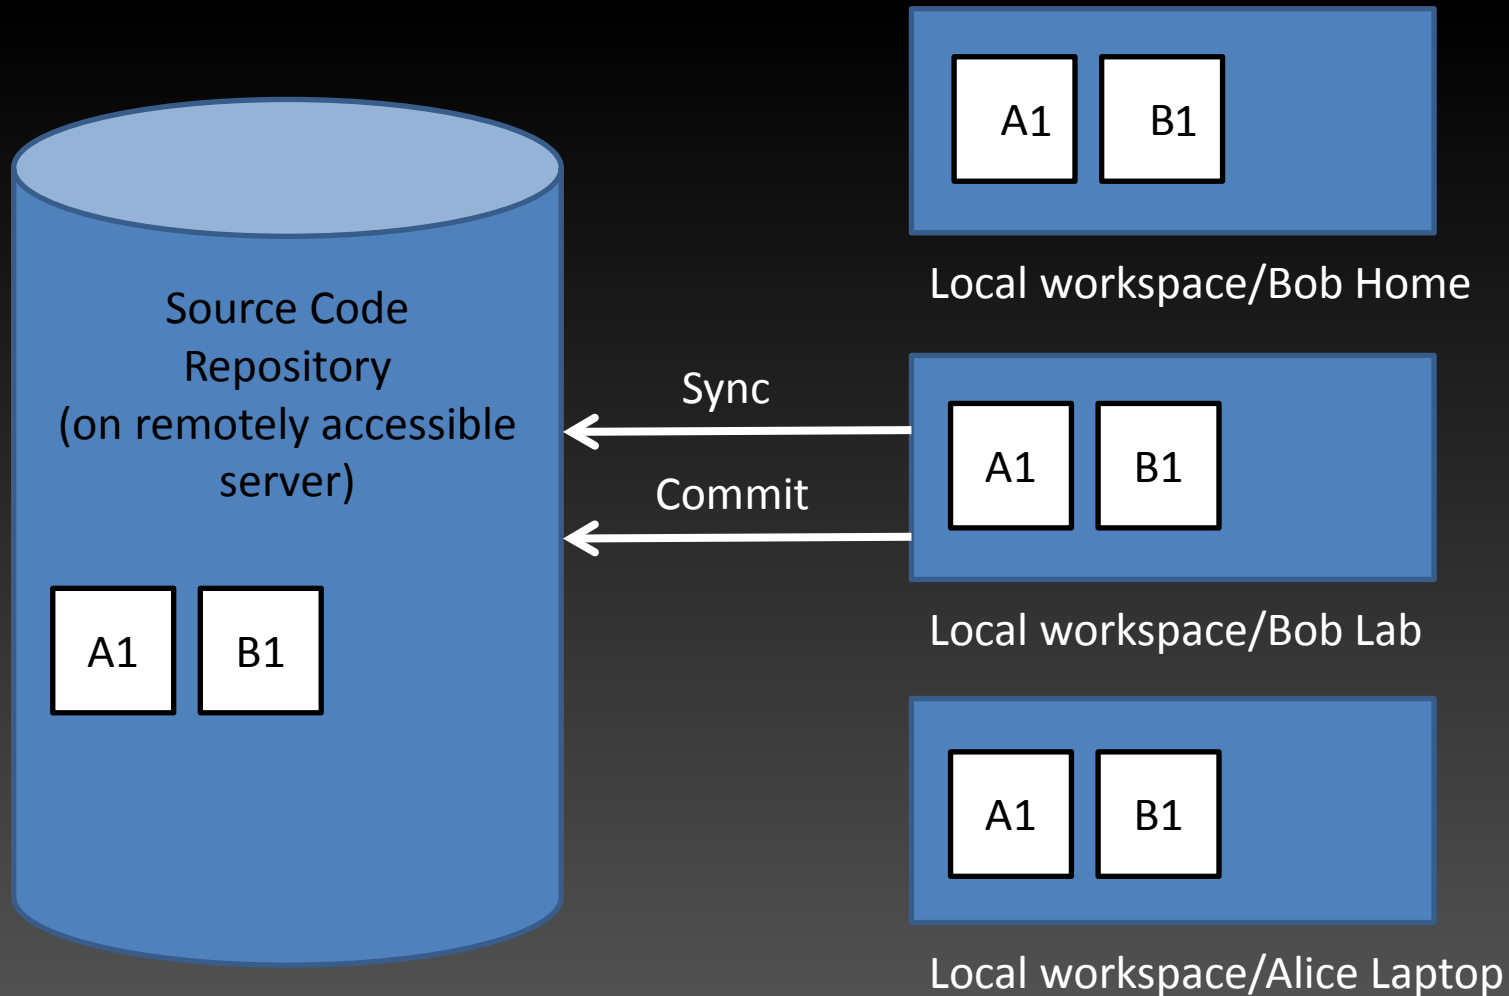 Source Code
Repository
(on remotely accessible
server)
A1 B1
Sync
Commit
A1 B1
Local workspace/Bob Home
A1 B1
Local workspace/Bob Lab
A1 B1
Local workspace/Alice Laptop